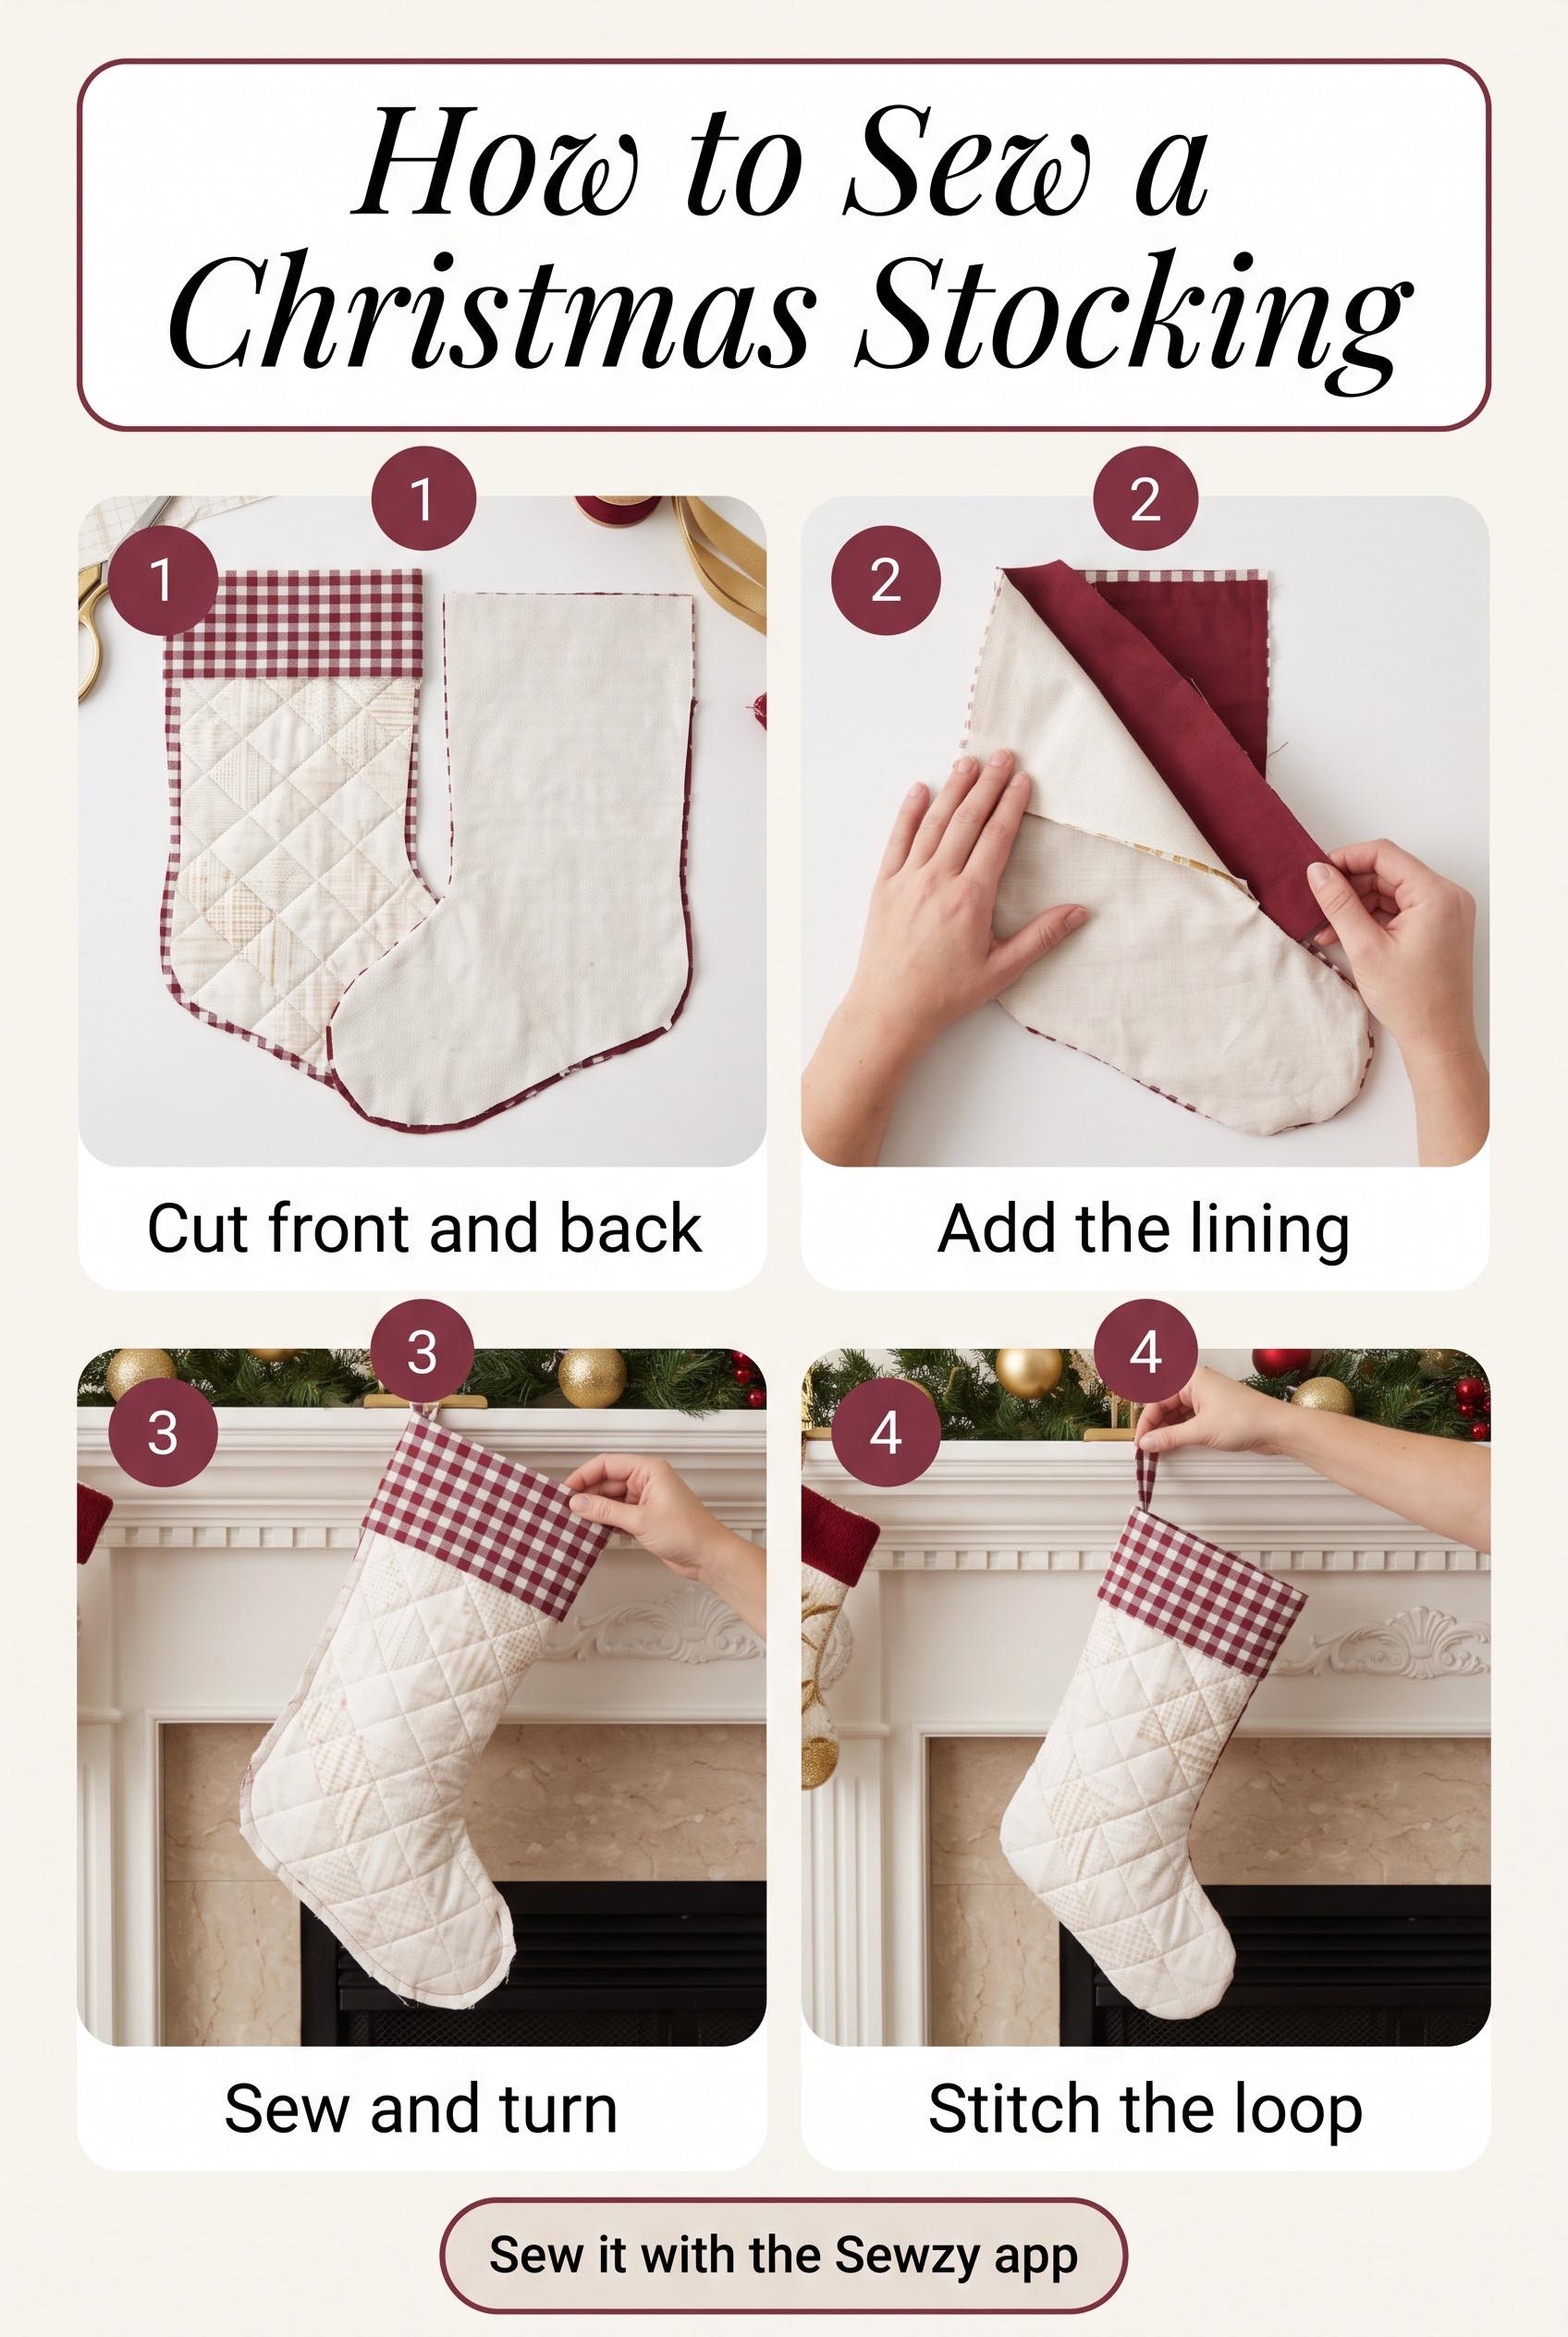 How to Sew a
Christmas Stocking
1
1
2
2
Cut front and back
Add the lining
3
3
4
4
Sew and turn
Stitch the loop
Sew it with the Sewzy app